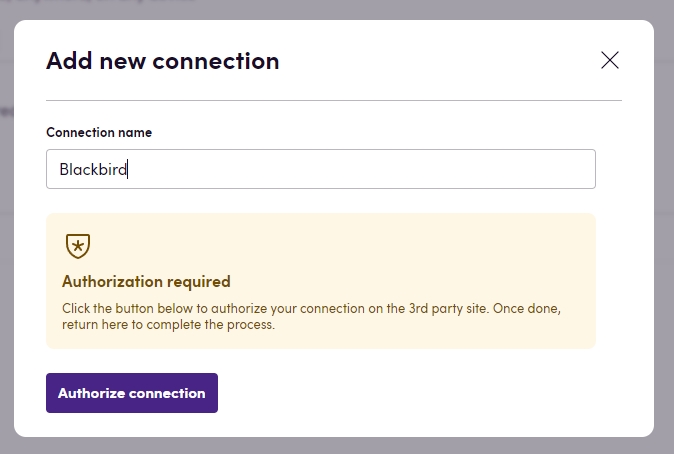 Add new connection
Connection name
Blackbird
Authorization required
Click the button below to authorize your connection on the 3rd party site. Once done,
return here to complete the process.
Authorize connection